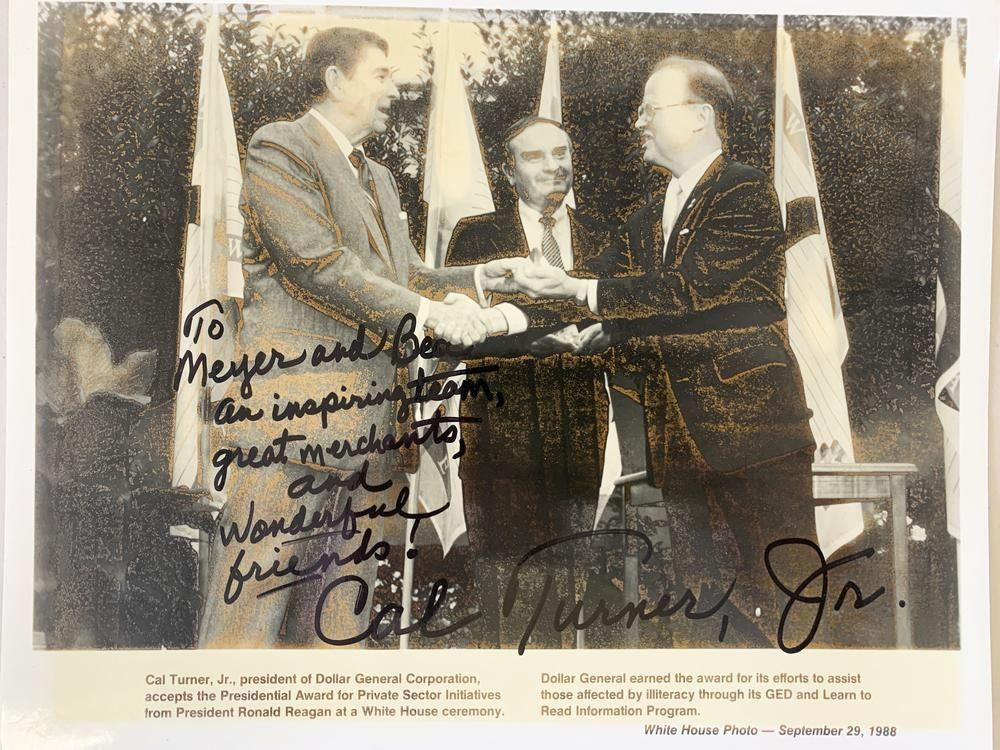 To
Meyer and Bea
an inspiring team,
great merchants,
and
wonderful
friends!
Cal Turner, Jr.
Cal Turner, Jr., president of Dollar General Corporation,
accepts the Presidential Award for Private Sector Initiatives
from President Ronald Reagan at a White House ceremony.
Dollar General earned the award for its efforts to assist
those affected by illiteracy through its GED and Learn to
Read Information Program.
White House Photo — September 29, 1988